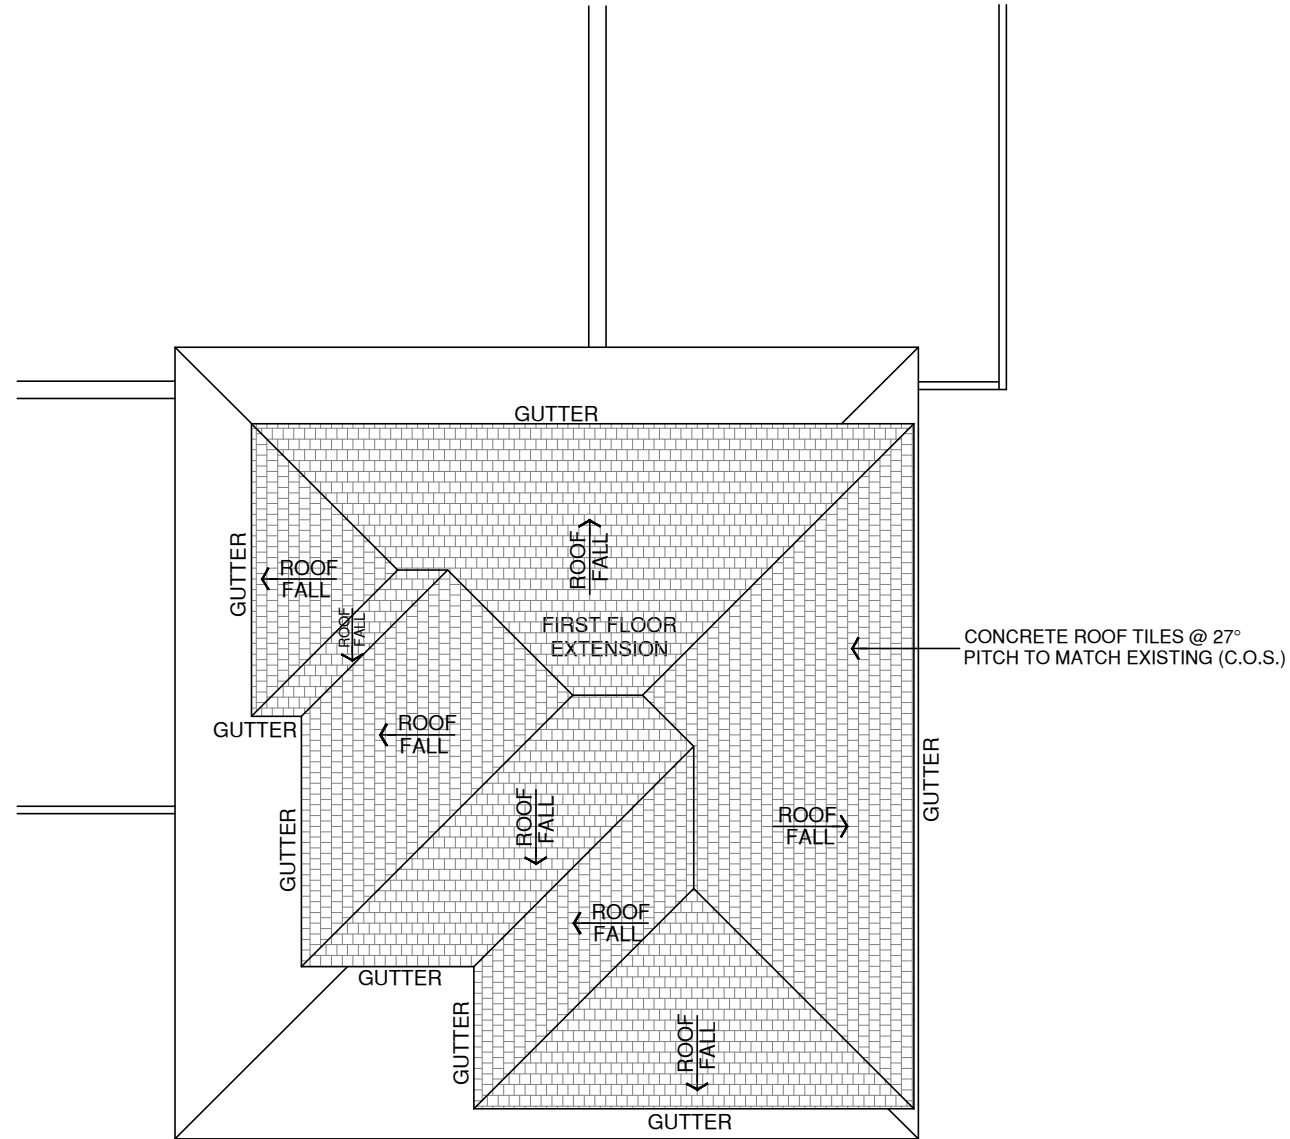 GUTTER
GUTTER
ROOF
FALL
ROOF
FALL
ROOF
FALL
FIRST FLOOR
EXTENSION
CONCRETE ROOF TILES @ 27°
PITCH TO MATCH EXISTING (C.O.S.)
GUTTER
ROOF
FALL
GUTTER
ROOF
FALL
ROOF
FALL
GUTTER
ROOF
FALL
GUTTER
GUTTER
ROOF
FALL
GUTTER